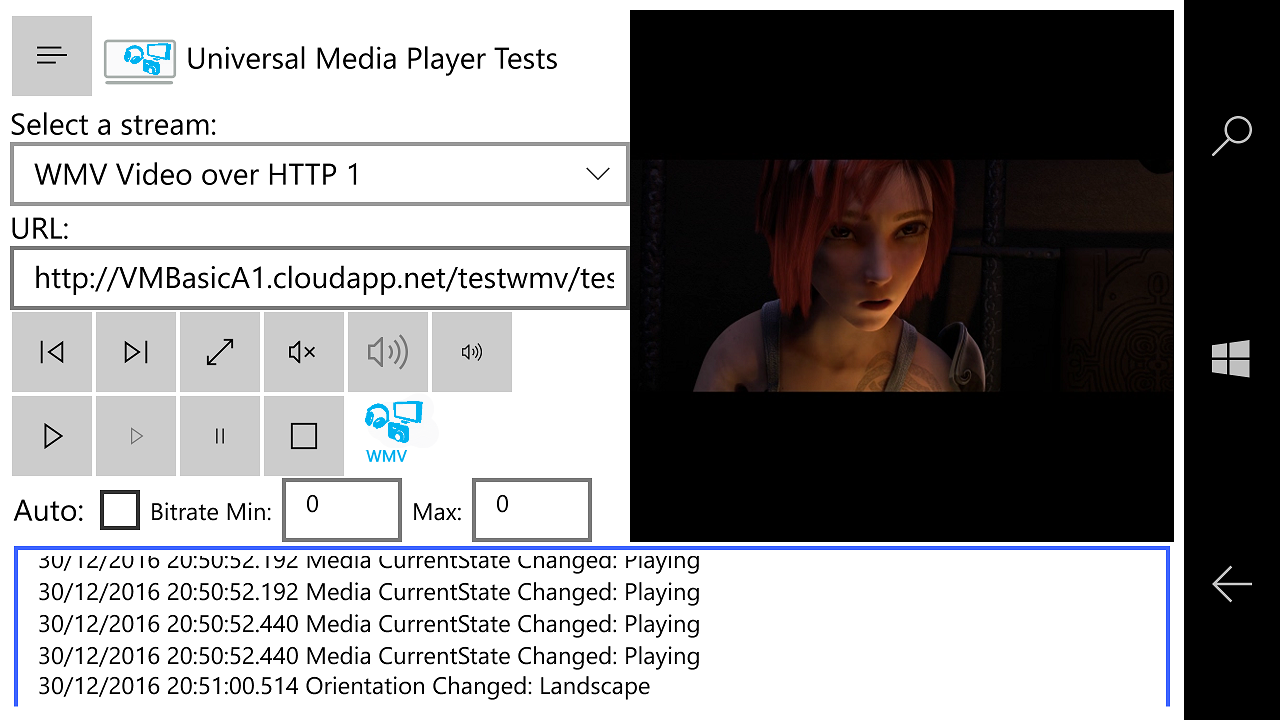 Universal Media Player Tests
Select a stream:
WMV Video over HTTP 1
URL:
http://VMBasicA1.cloudapp.net/testwmv/tes
WMV
Auto: Bitrate Min: 0 Max: 0
30/12/2016 20:50:52.192 Media CurrentState Changed: Playing
30/12/2016 20:50:52.192 Media CurrentState Changed: Playing
30/12/2016 20:50:52.440 Media CurrentState Changed: Playing
30/12/2016 20:50:52.440 Media CurrentState Changed: Playing
30/12/2016 20:51:00.514 Orientation Changed: Landscape